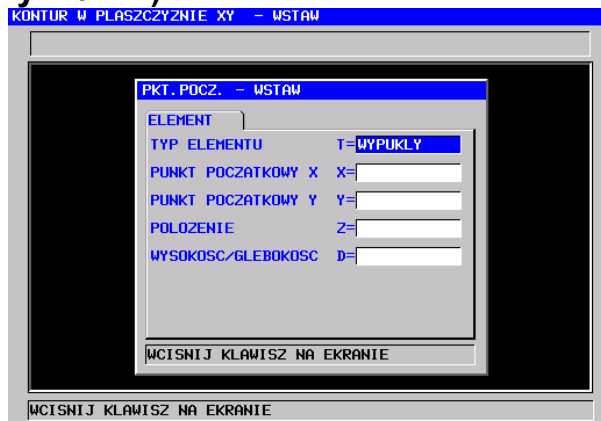 KONTUR W PLASZCZYZNIE XY - WSTAW
PKT.POCZ. - WSTAW
ELEMENT
TYP ELEMENTU T=WYPUKLY
PUNKT POCZATKOWY X X=
PUNKT POCZATKOWY Y Y=
POLOZENIE Z=
WYSOKOSC/GLEBOKOSC D=
WCISNIJ KLAWISZ NA EKRANIE
WCISNIJ KLAWISZ NA EKRANIE